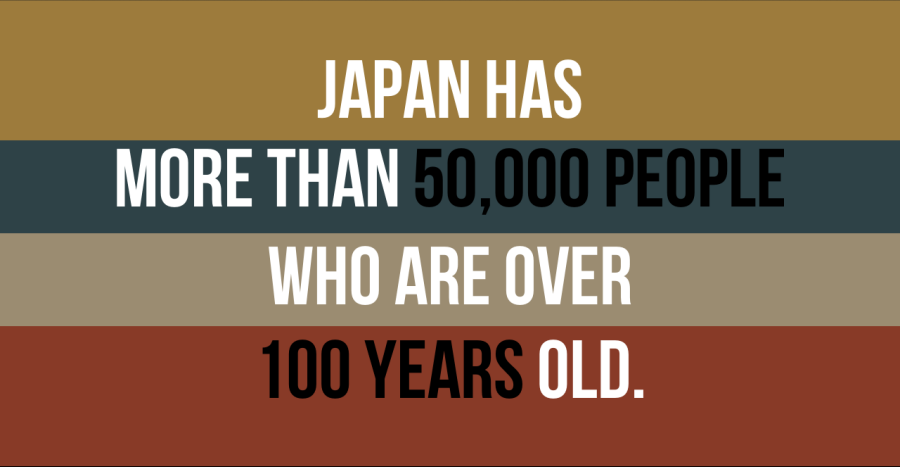 JAPAN HAS
MORE THAN 50,000 PEOPLE
WHO ARE OVER
100 YEARS OLD.